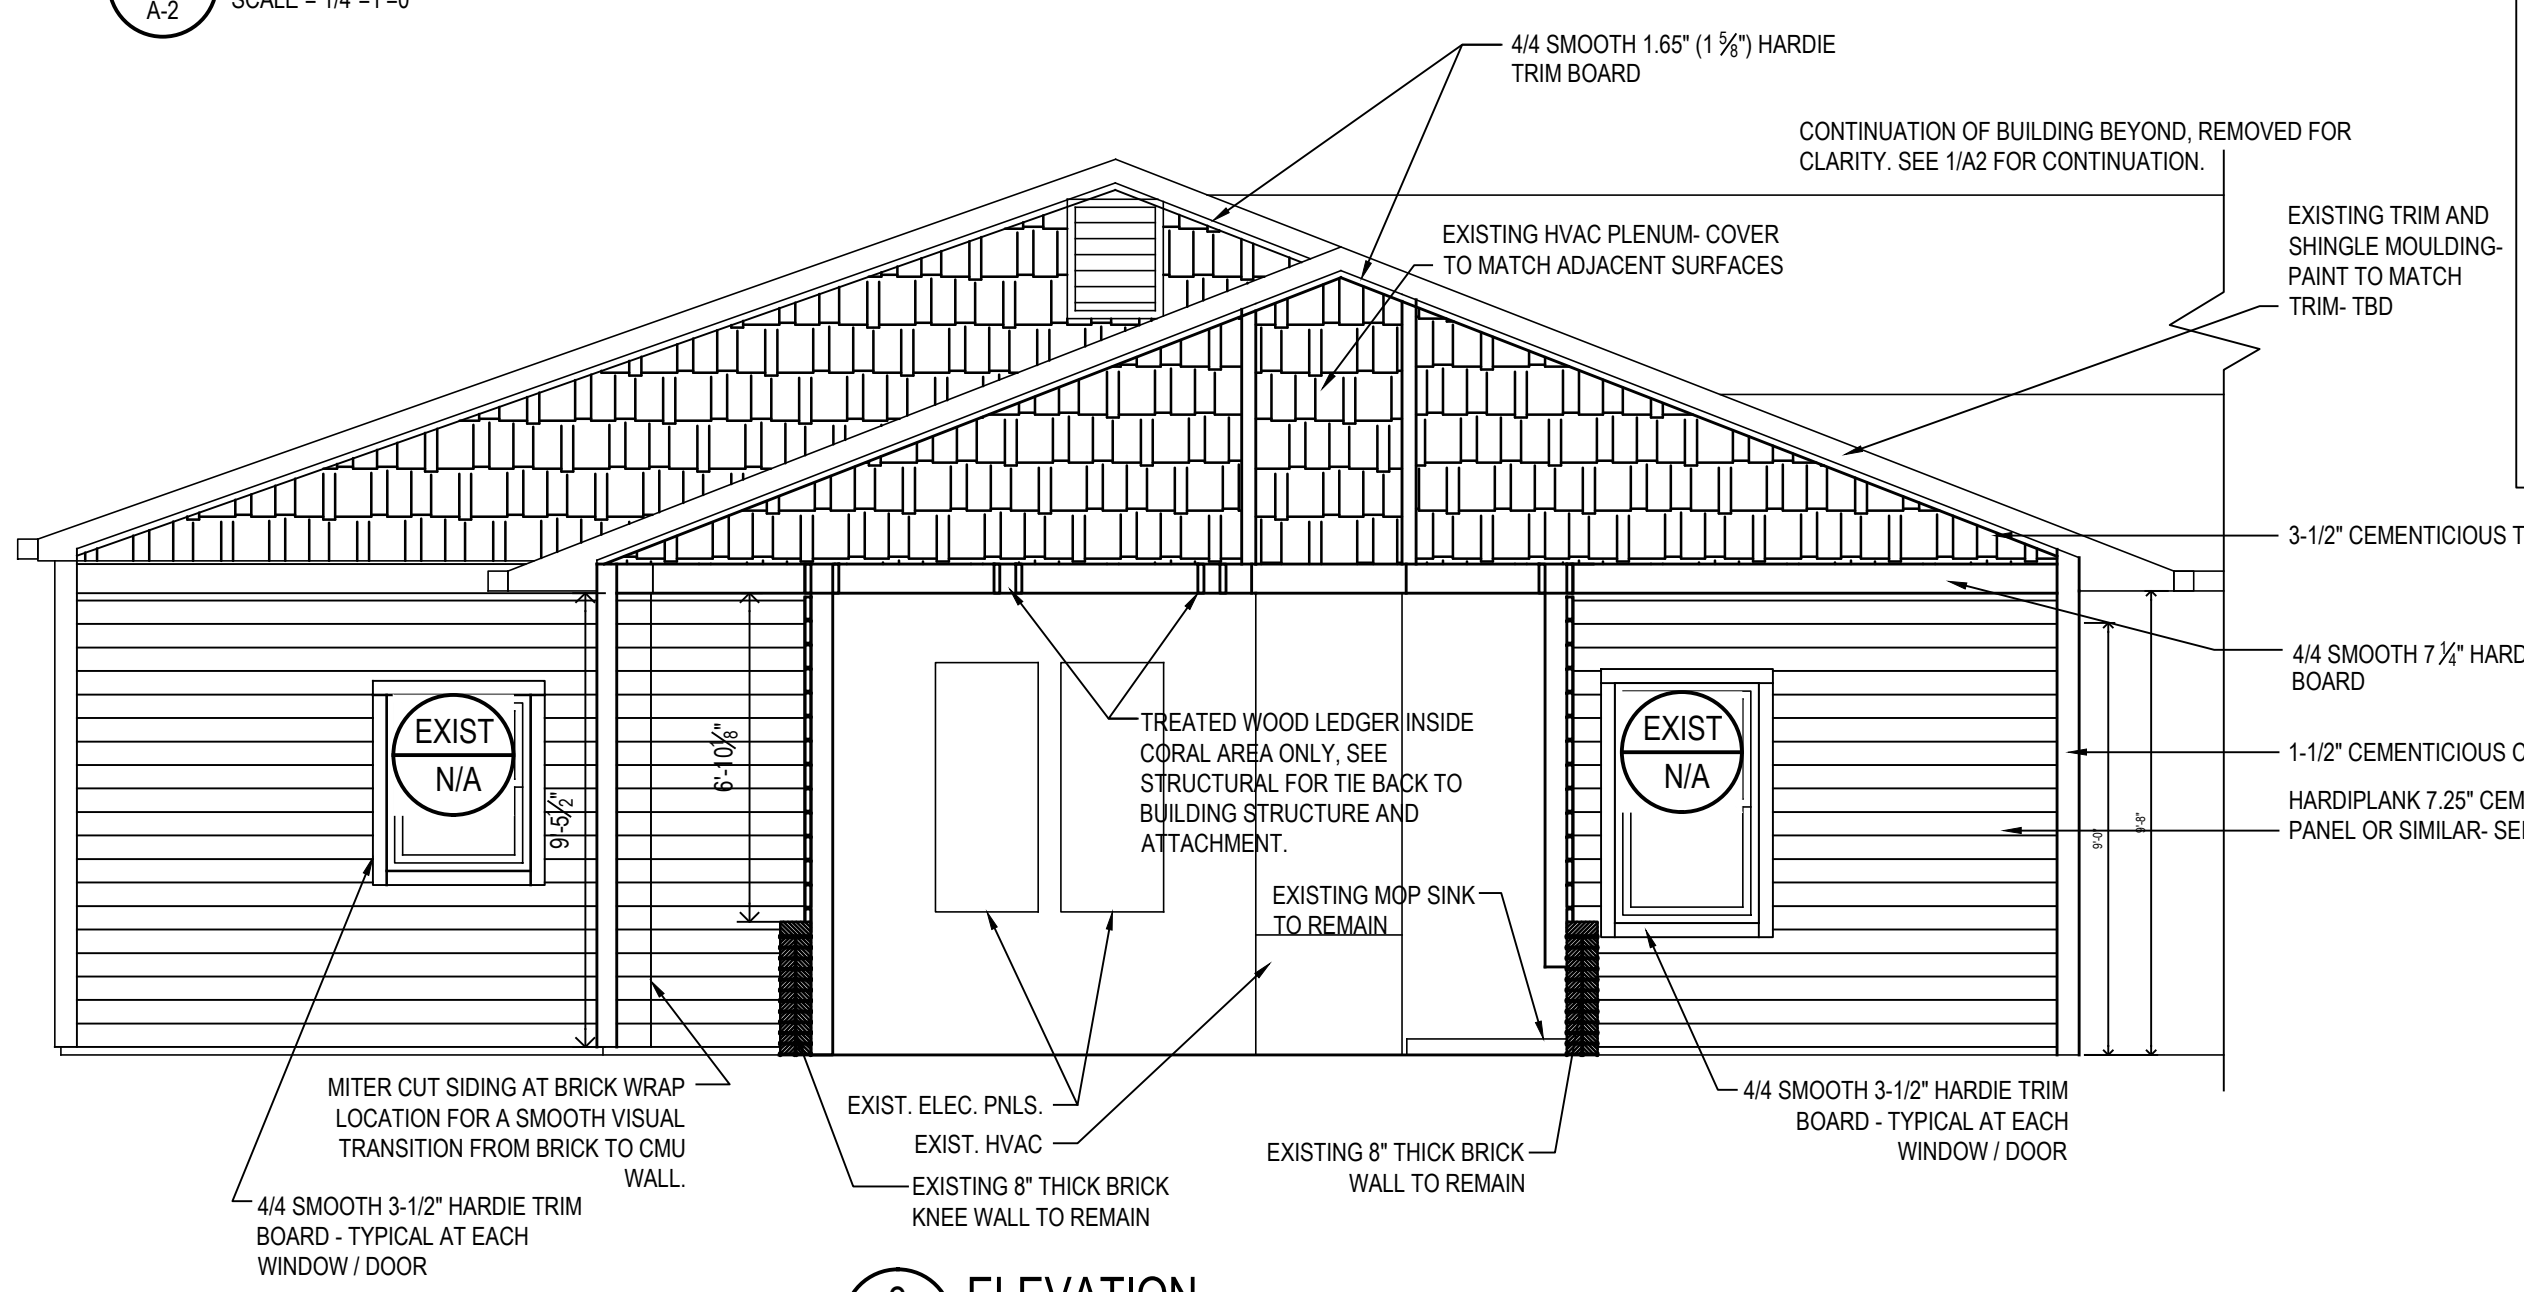 A-2
SCALE = 1/4"=1'=0"
4/4 SMOOTH 1.65" (1 5/8") HARDIE
TRIM BOARD
CONTINUATION OF BUILDING BEYOND, REMOVED FOR
CLARITY. SEE 1/A2 FOR CONTINUATION.
EXISTING TRIM AND
SHINGLE MOULDING-
PAINT TO MATCH
TRIM- TBD
EXISTING HVAC PLENUM- COVER
TO MATCH ADJACENT SURFACES
3-1/2" CEMENTICIOUS
4/4 SMOOTH 7 1/4" HARD
BOARD
1-1/2" CEMENTICIOUS
HARDIPLANK 7.25" CEM
PANEL OR SIMILAR-
EXIST
N/A
9'-5 1/2"
6'-10 1/8"
TREATED WOOD LEDGER INSIDE
CORAL AREA ONLY, SEE
STRUCTURAL FOR TIE BACK TO
BUILDING STRUCTURE AND
ATTACHMENT.
EXIST
N/A
9'-0"
9'-8"
EXISTING MOP SINK
TO REMAIN
MITER CUT SIDING AT BRICK WRAP
LOCATION FOR A SMOOTH VISUAL
TRANSITION FROM BRICK TO CMU
WALL.
EXIST. ELEC. PNLS.
EXIST. HVAC
EXISTING 8" THICK BRICK
KNEE WALL TO REMAIN
EXISTING 8" THICK BRICK
WALL TO REMAIN
4/4 SMOOTH 3-1/2" HARDIE TRIM
BOARD - TYPICAL AT EACH
WINDOW / DOOR
4/4 SMOOTH 3-1/2" HARDIE TRIM
BOARD - TYPICAL AT EACH
WINDOW / DOOR
ELEVATION